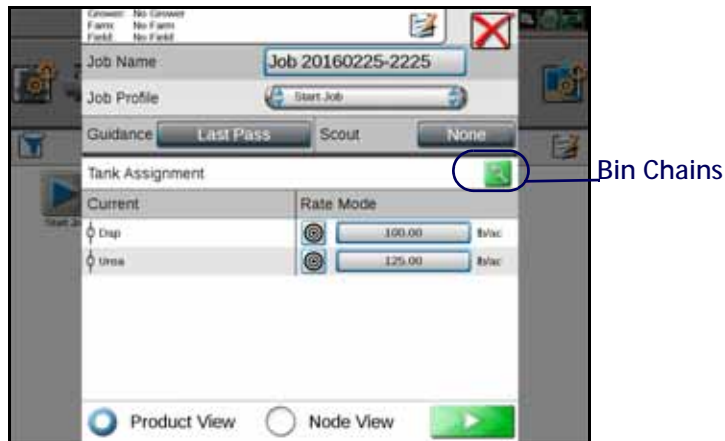 Grower: No Grower
Farm: No Farm
Field: No Field
Job Name Job 20160225-2225
Job Profile Start Job
Guidance Last Pass Scout None
Tank Assignment
Bin Chains
Current Rate Mode
Dap 100.00 lb/ac
Urea 125.00 lb/ac
Product View Node View